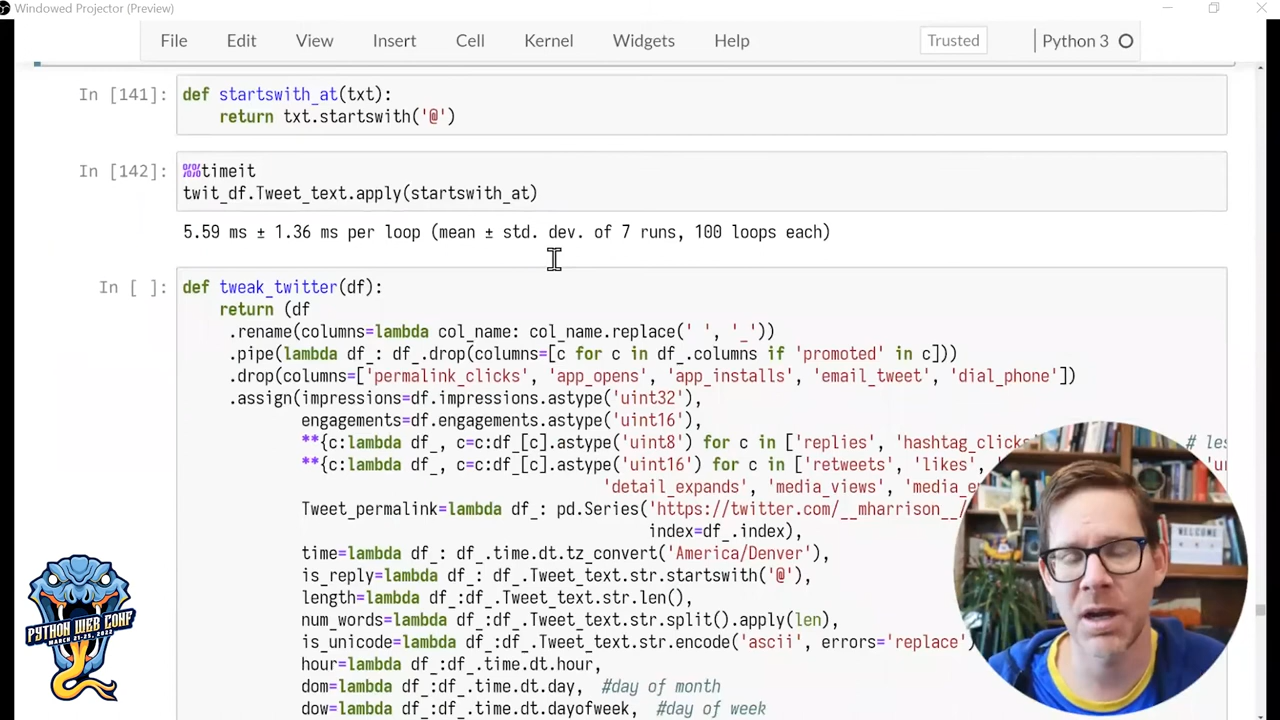 Windowed Projector (Preview)
File Edit View Insert Cell Kernel Widgets Help Trusted Python 3
In [141]: def startswith_at(txt):
return txt.startswith('@')
In [142]: %%timeit
twit_df.Tweet_text.apply(startswith_at)
5.59 ms ± 1.36 ms per loop (mean ± std. dev. of 7 runs, 100 loops each)
In [ ]: def tweak_twitter(df):
return (df
.rename(columns=lambda col_name: col_name.replace(' ', '_'))
.pipe(lambda df_: df_.drop(columns=[c for c in df_.columns if 'promoted' in c]))
.drop(columns=['permalink_clicks', 'app_opens', 'app_installs', 'email_tweet', 'dial_phone'])
.assign(impressions=df.impressions.astype('uint32'),
engagements=df.engagements.astype('uint16'),
**{c:lambda df_, c=c:df_[c].astype('uint8') for c in ['replies', 'hashtag_clicks # les
**{c:lambda df_, c=c:df_[c].astype('uint16') for c in ['retweets', 'likes',
'detail_expands', 'media_views', 'media_e
Tweet_permalink=lambda df_: pd.Series('https://twitter.com/__mharrison__/
index=df_.index),
time=lambda df_: df_.time.dt.tz_convert('America/Denver'),
is_reply=lambda df_: df_.Tweet_text.str.startswith('@'),
length=lambda df_:df_.Tweet_text.str.len(),
num_words=lambda df_:df_.Tweet_text.str.split().apply(len),
is_unicode=lambda df_:df_.Tweet_text.str.encode('ascii', errors='replace')
hour=lambda df_:df_.time.dt.hour,
dom=lambda df_:df_.time.dt.day, #day of month
dow=lambda df_:df_.time.dt.dayofweek, #day of week
PYTHON WEB CONF
MARCH 21-25, 2022
WELCOME